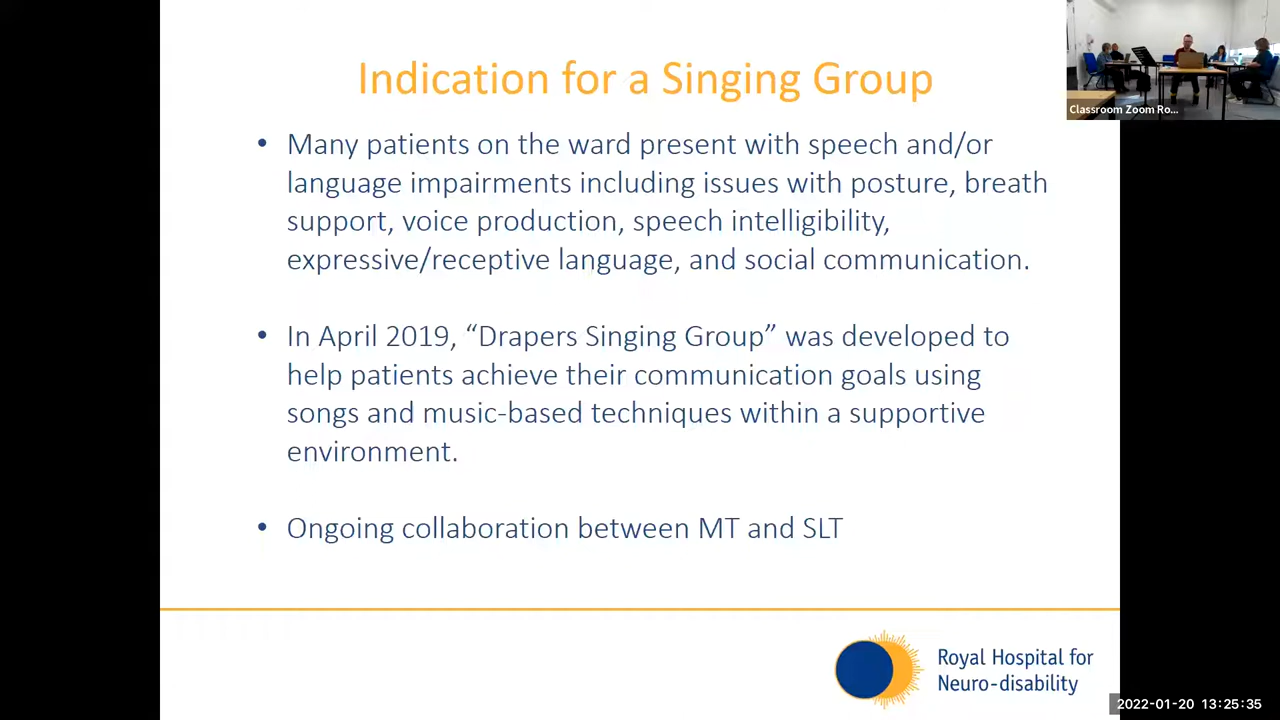 Indication for a Singing Group
• Many patients on the ward present with speech and/or
language impairments including issues with posture, breath
support, voice production, speech intelligibility,
expressive/receptive language, and social communication.
• In April 2019, “Drapers Singing Group” was developed to
help patients achieve their communication goals using
songs and music-based techniques within a supportive
environment.
• Ongoing collaboration between MT and SLT
Royal Hospital for
Neuro-disability
Classroom Zoom Ro...
2022-01-20 13:25:35